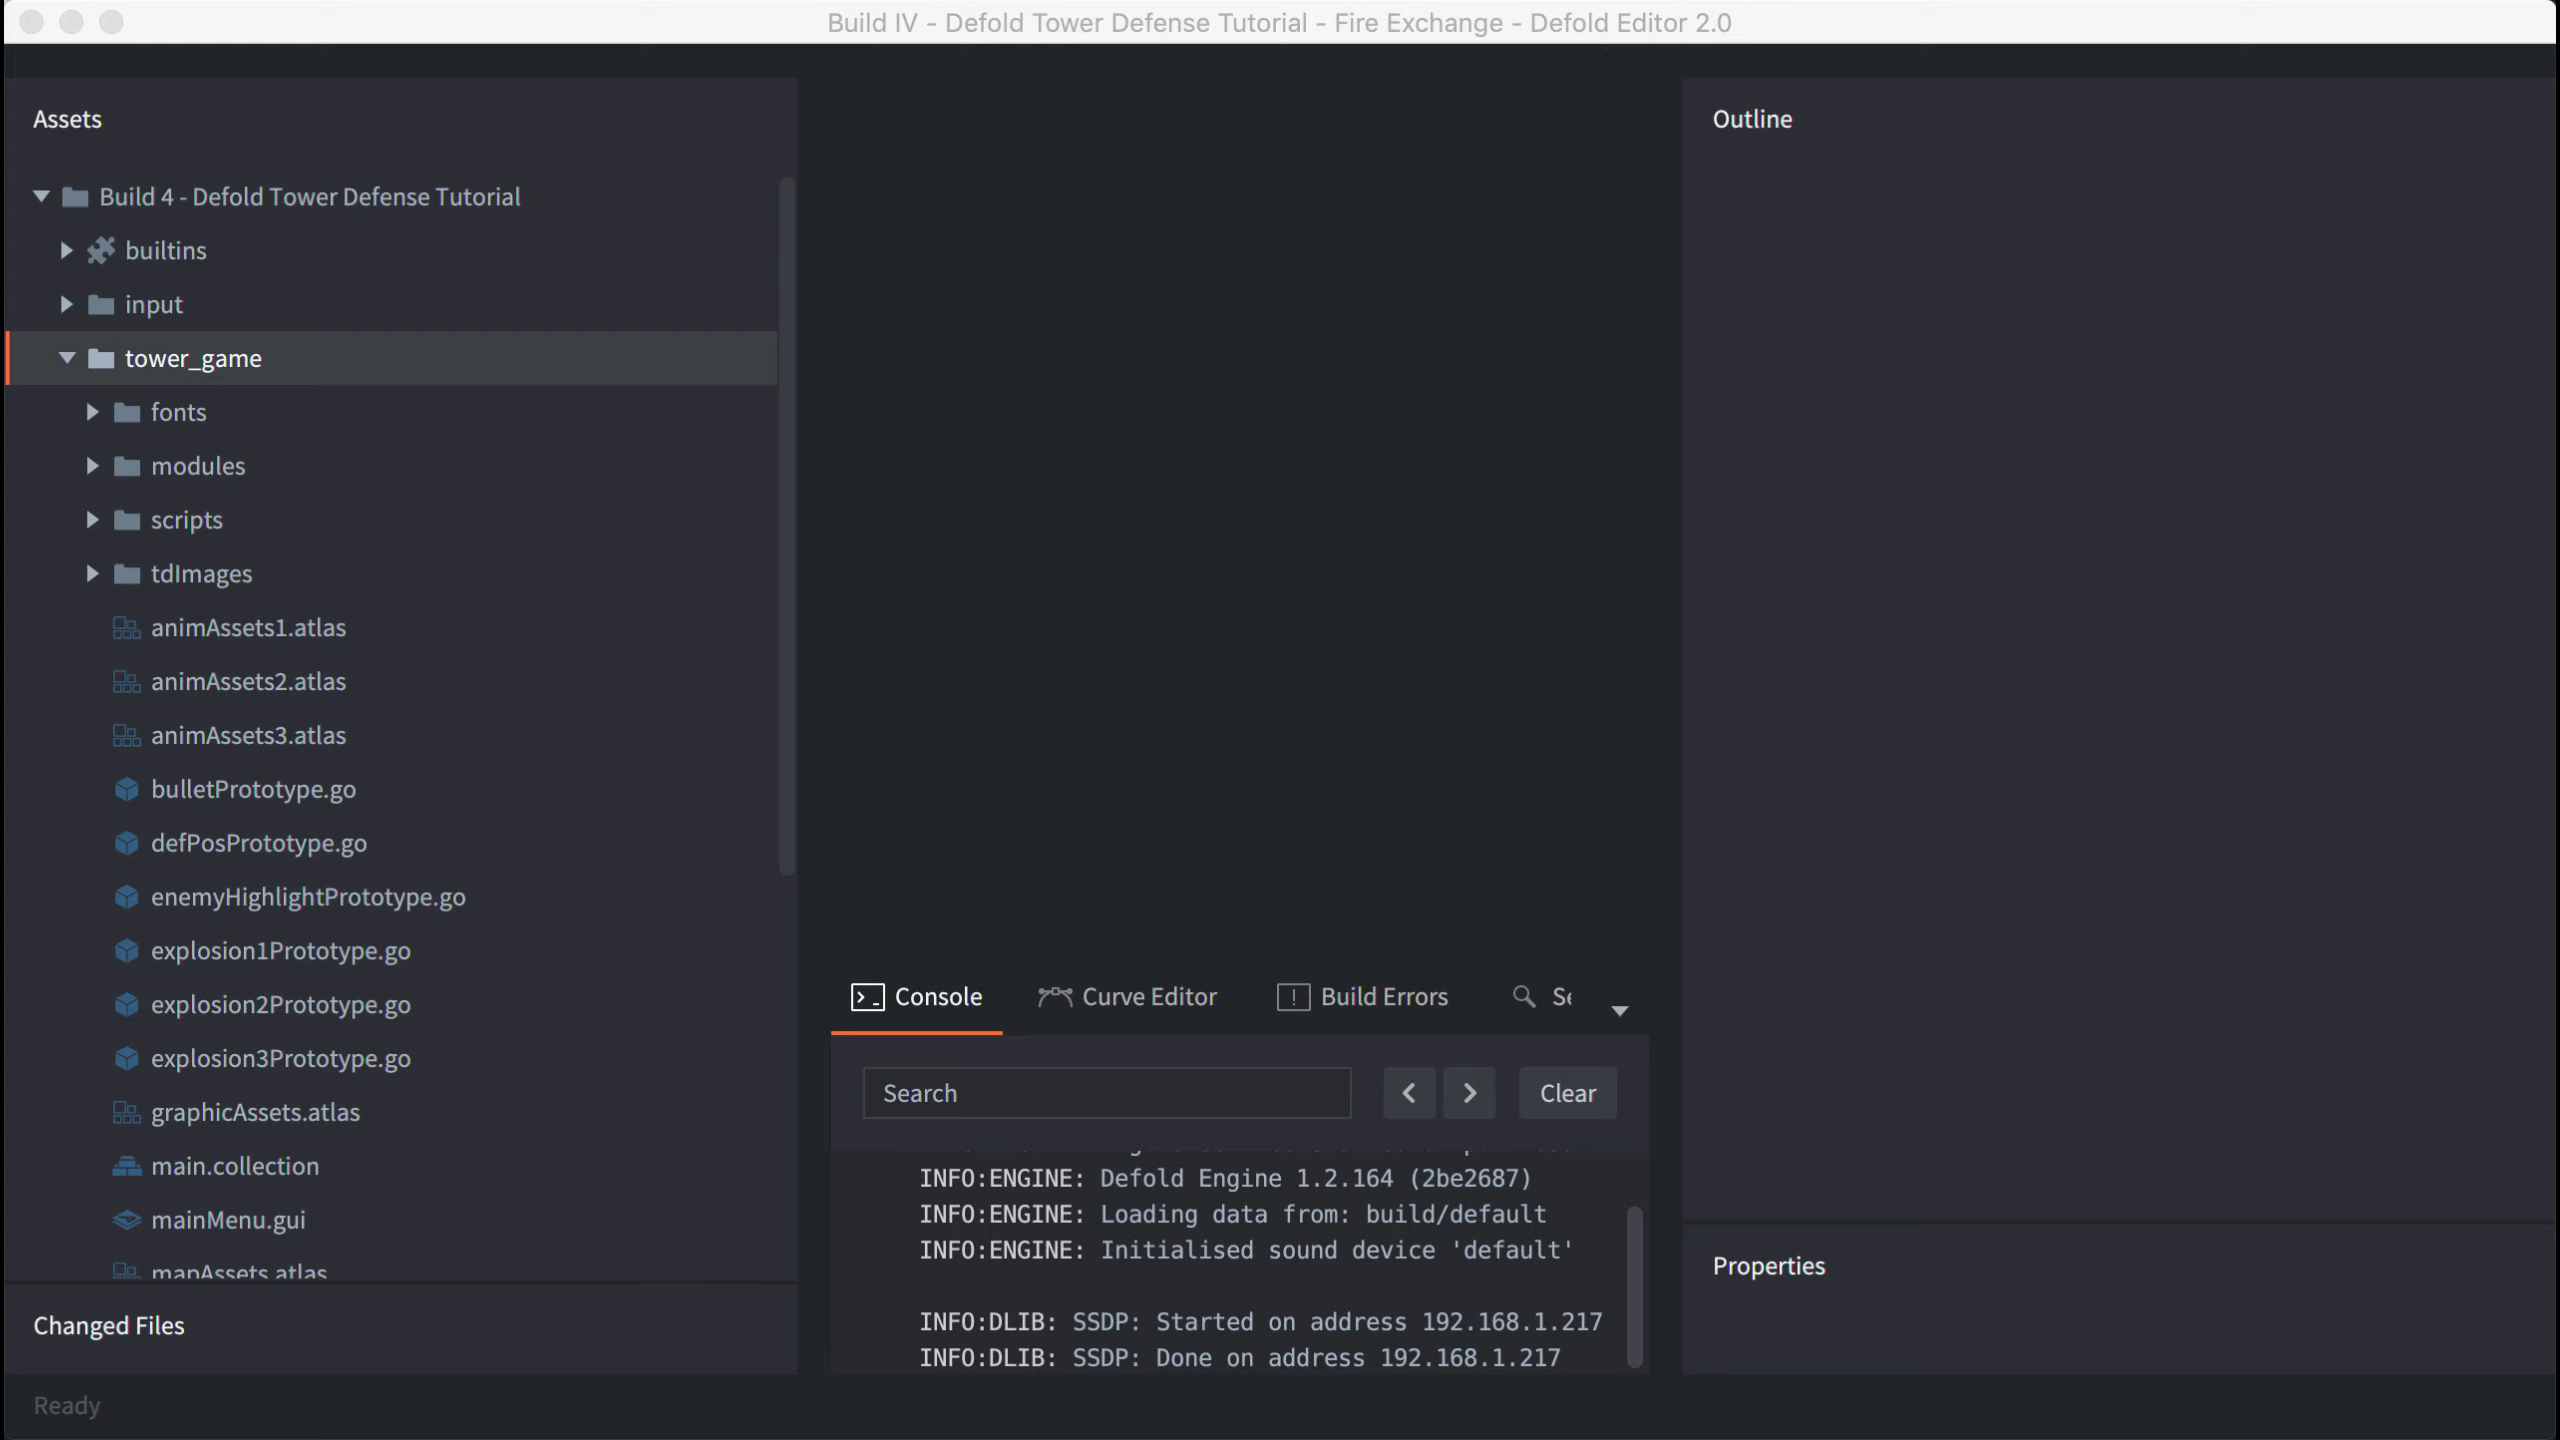 Build IV - Defold Tower Defense Tutorial - Fire Exchange - Defold Editor 2.0
Assets
Build 4 - Defold Tower Defense Tutorial
builtins
input
tower_game
fonts
modules
scripts
tdImages
animAssets1.atlas
animAssets2.atlas
animAssets3.atlas
bulletPrototype.go
defPosPrototype.go
enemyHighlightPrototype.go
explosion1Prototype.go
explosion2Prototype.go
explosion3Prototype.go
graphicAssets.atlas
main.collection
mainMenu.gui
mapAssets.atlas
Changed Files
Ready
Console Curve Editor Build Errors
Search Clear
INFO:ENGINE: Defold Engine 1.2.164 (2be2687)
INFO:ENGINE: Loading data from: build/default
INFO:ENGINE: Initialised sound device 'default'
INFO:DLIB: SSDP: Started on address 192.168.1.217
INFO:DLIB: SSDP: Done on address 192.168.1.217
Outline
Properties